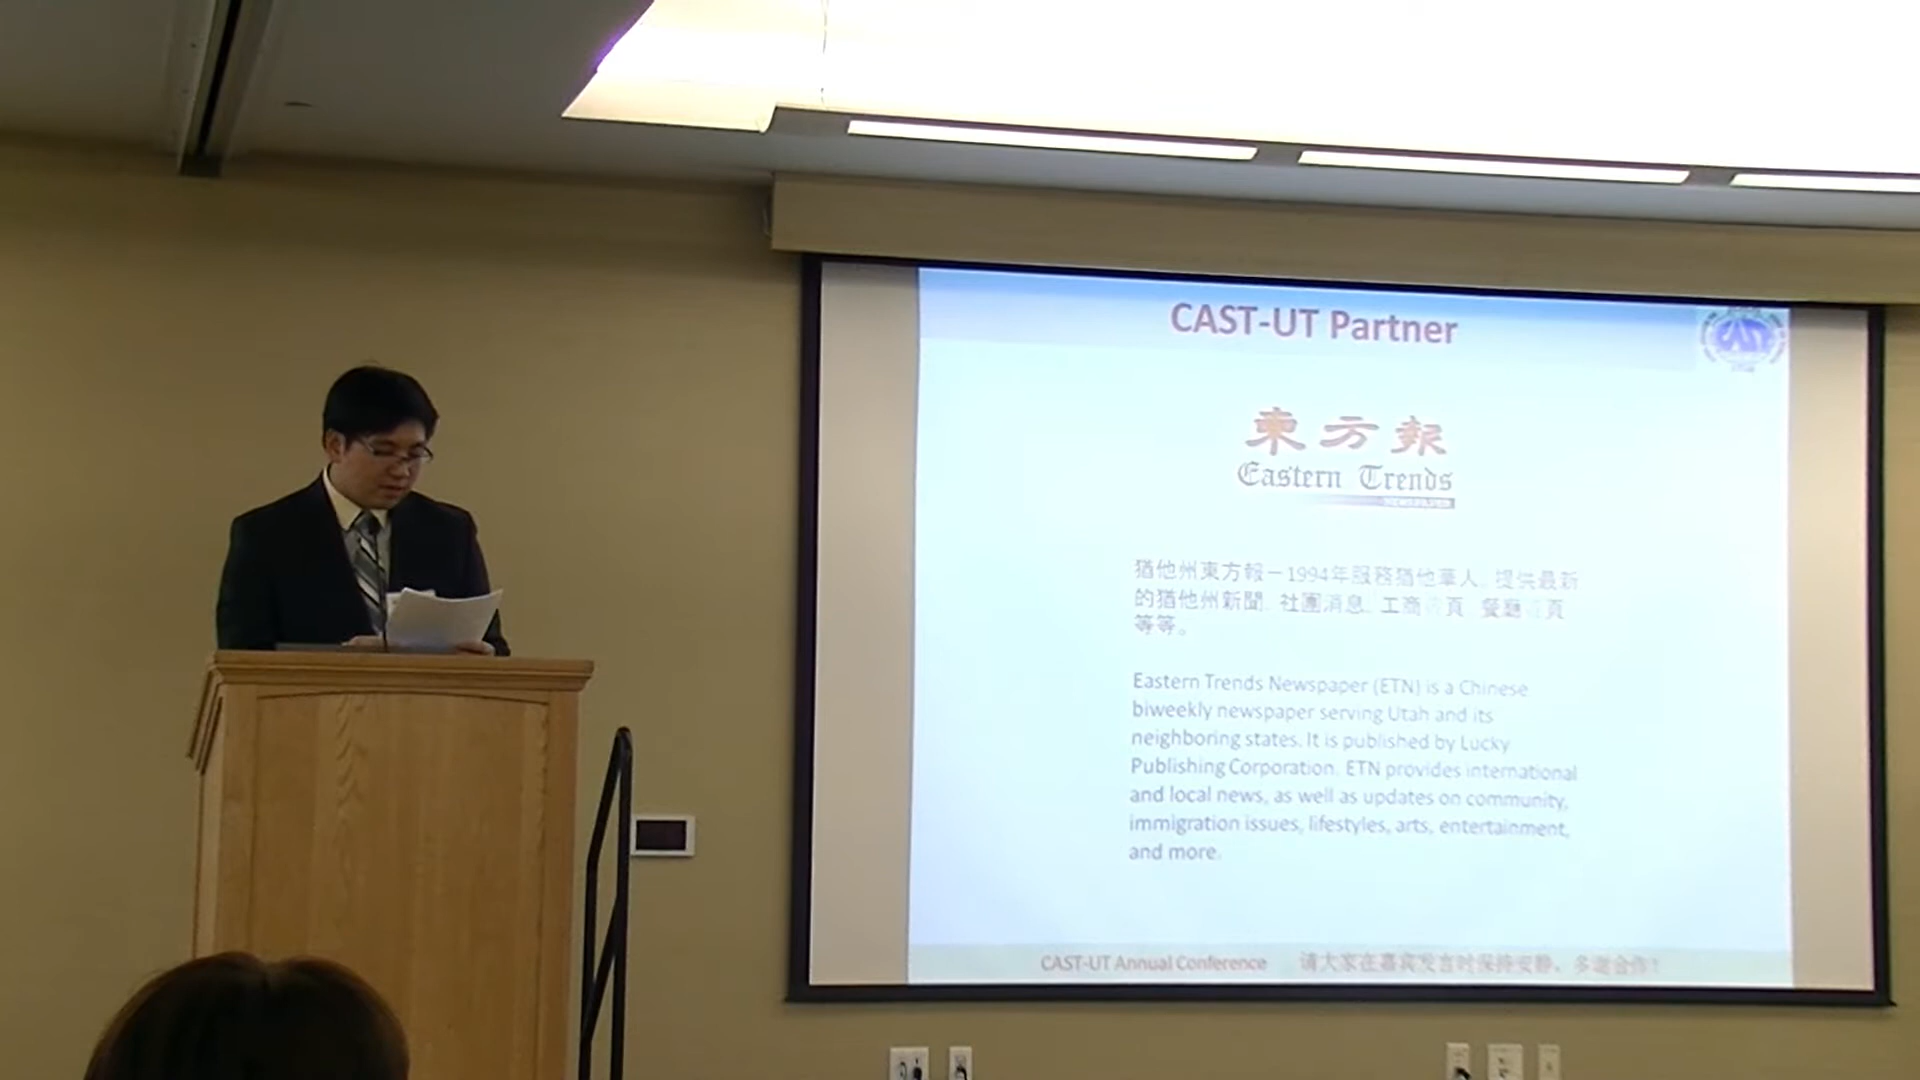 CAST-UT Partner
東方報
Eastern Trends
NEWSPAPER
猶他州東方報－1994年服務猶他華人. 提供最新
的猶他州新聞. 社團消息. 工商 頁. 餐廳 頁
等等。
Eastern Trends Newspaper (ETN) is a Chinese
biweekly newspaper serving Utah and its
neighboring states. It is published by Lucky
Publishing Corporation. ETN provides international
and local news, as well as updates on community,
immigration issues, lifestyles, arts, entertainment,
and more.
CAST-UT Annual Conference 请大家在嘉宾发言时保持安静。多谢合作！